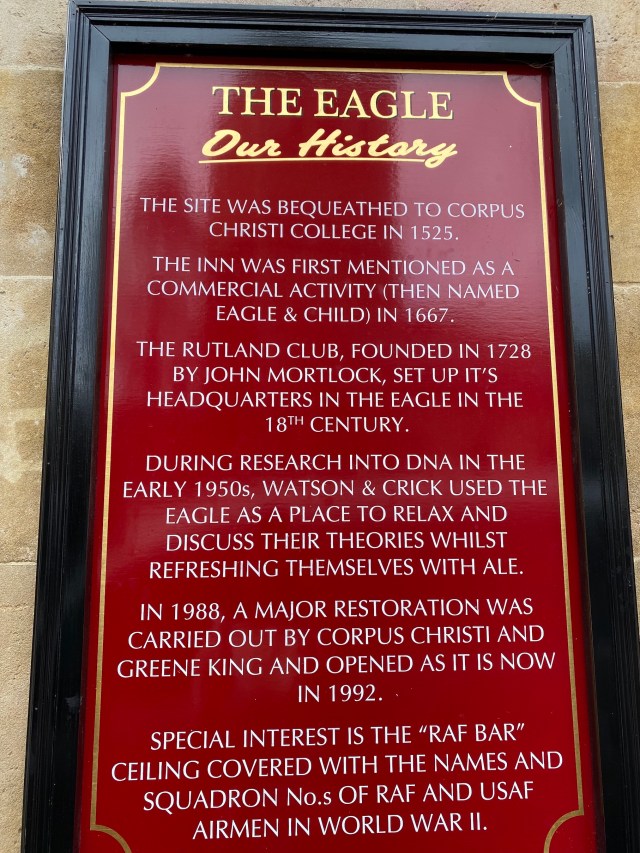 THE EAGLE
Our History
THE SITE WAS BEQUEATHED TO CORPUS
CHRISTI COLLEGE IN 1525.
THE INN WAS FIRST MENTIONED AS A
COMMERCIAL ACTIVITY (THEN NAMED
EAGLE & CHILD) IN 1667.
THE RUTLAND CLUB, FOUNDED IN 1728
BY JOHN MORTLOCK, SET UP IT'S
HEADQUARTERS IN THE EAGLE IN THE
18TH CENTURY.
DURING RESEARCH INTO DNA IN THE
EARLY 1950s, WATSON & CRICK USED THE
EAGLE AS A PLACE TO RELAX AND
DISCUSS THEIR THEORIES WHILST
REFRESHING THEMSELVES WITH ALE.
IN 1988, A MAJOR RESTORATION WAS
CARRIED OUT BY CORPUS CHRISTI AND
GREENE KING AND OPENED AS IT IS NOW
IN 1992.
SPECIAL INTEREST IS THE “RAF BAR”
CEILING COVERED WITH THE NAMES AND
SQUADRON No.s OF RAF AND USAF
AIRMEN IN WORLD WAR II.